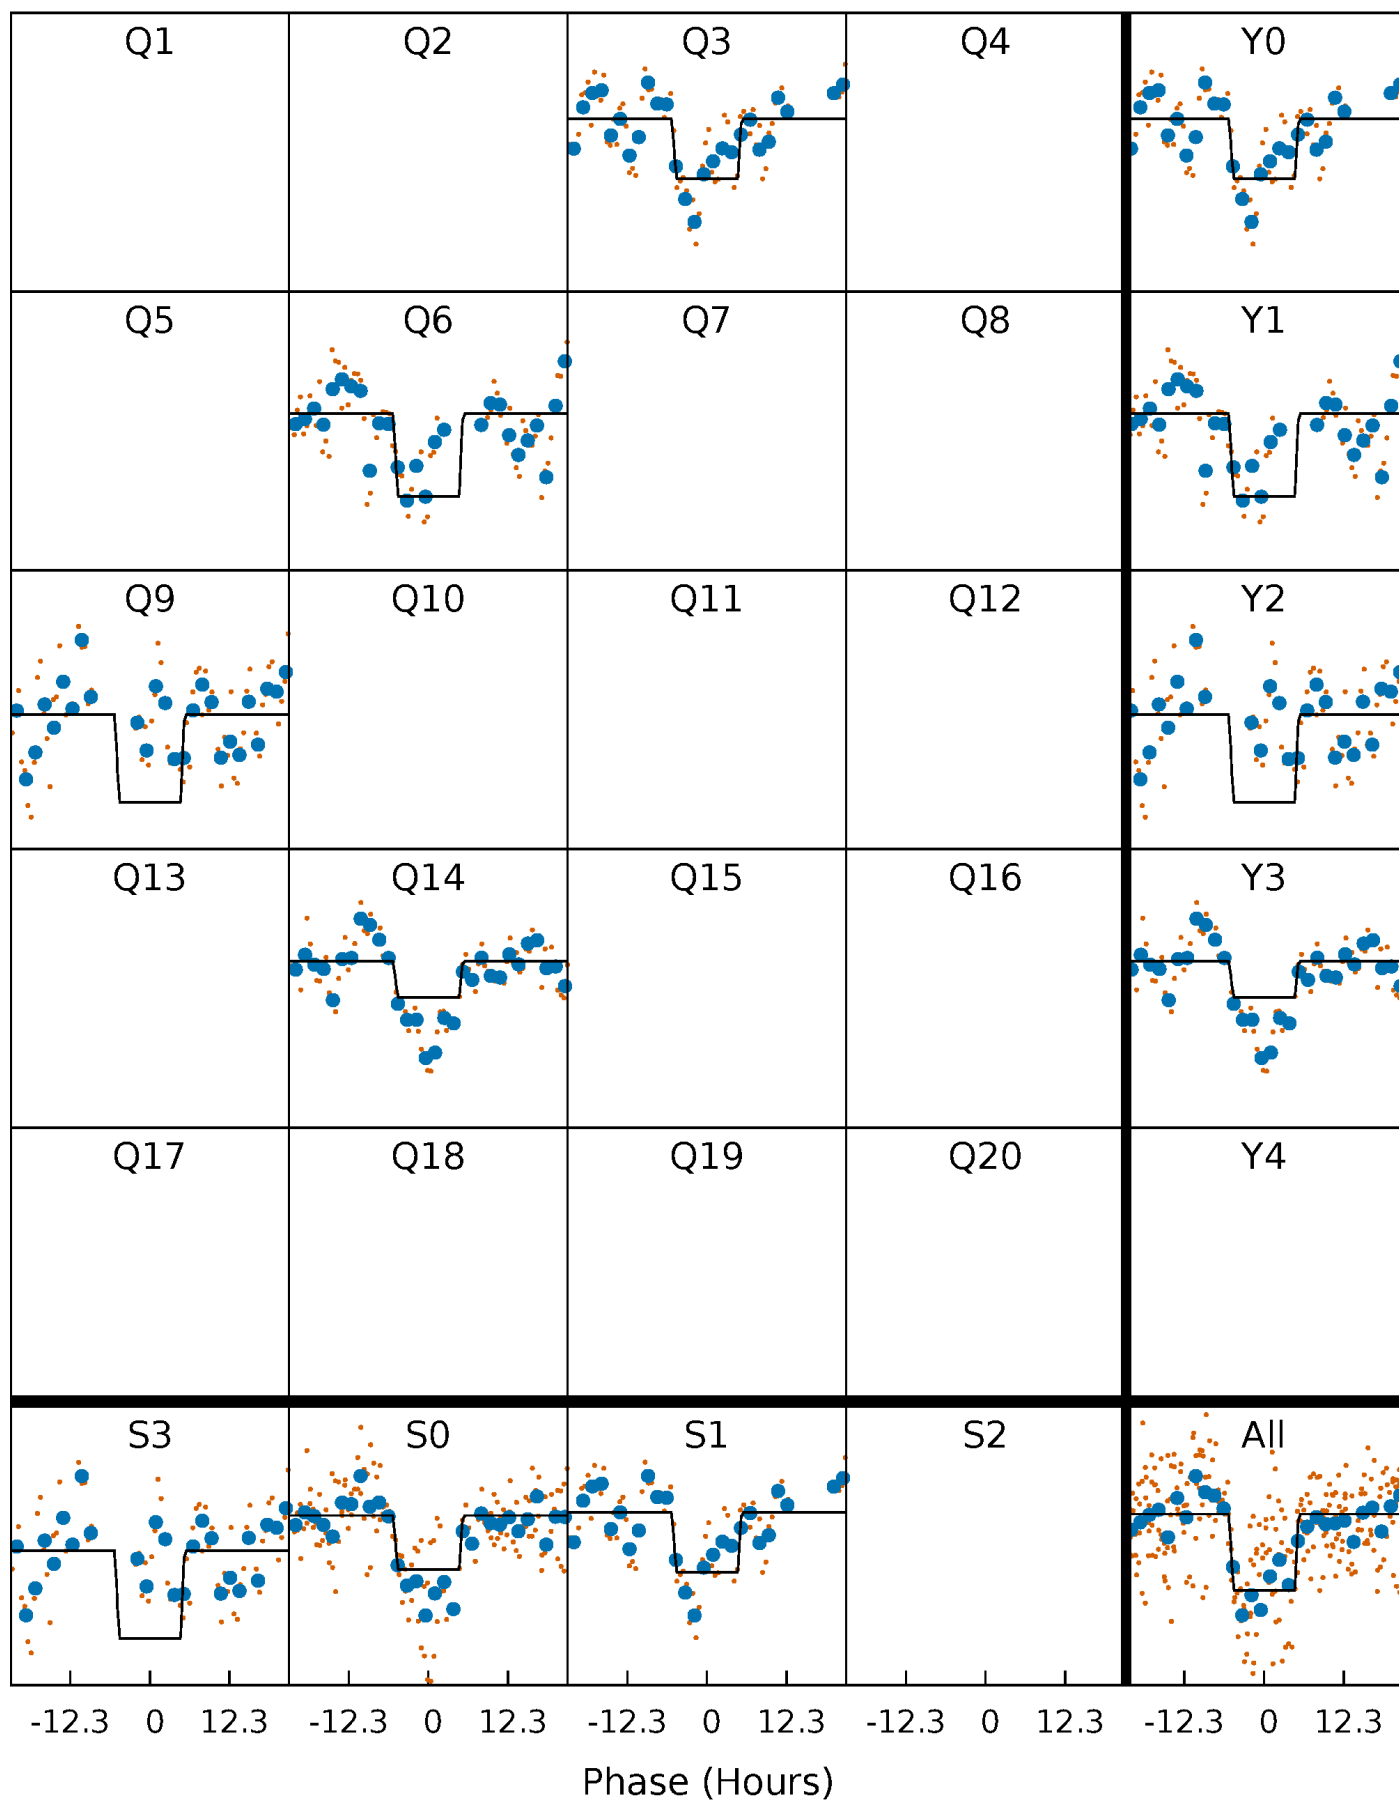 Q1 Q2 Q3 Q4 Y0
Q5 Q6 Q7 Q8 Y1
Q9 Q10 Q11 Q12 Y2
Q13 Q14 Q15 Q16 Y3
Q17 Q18 Q19 Q20 Y4
S3 S0 S1 S2 All
-12.3 0 12.3 -12.3 0 12.3 -12.3 0 12.3 -12.3 0 12.3 -12.3 0 12.3
Phase (Hours)